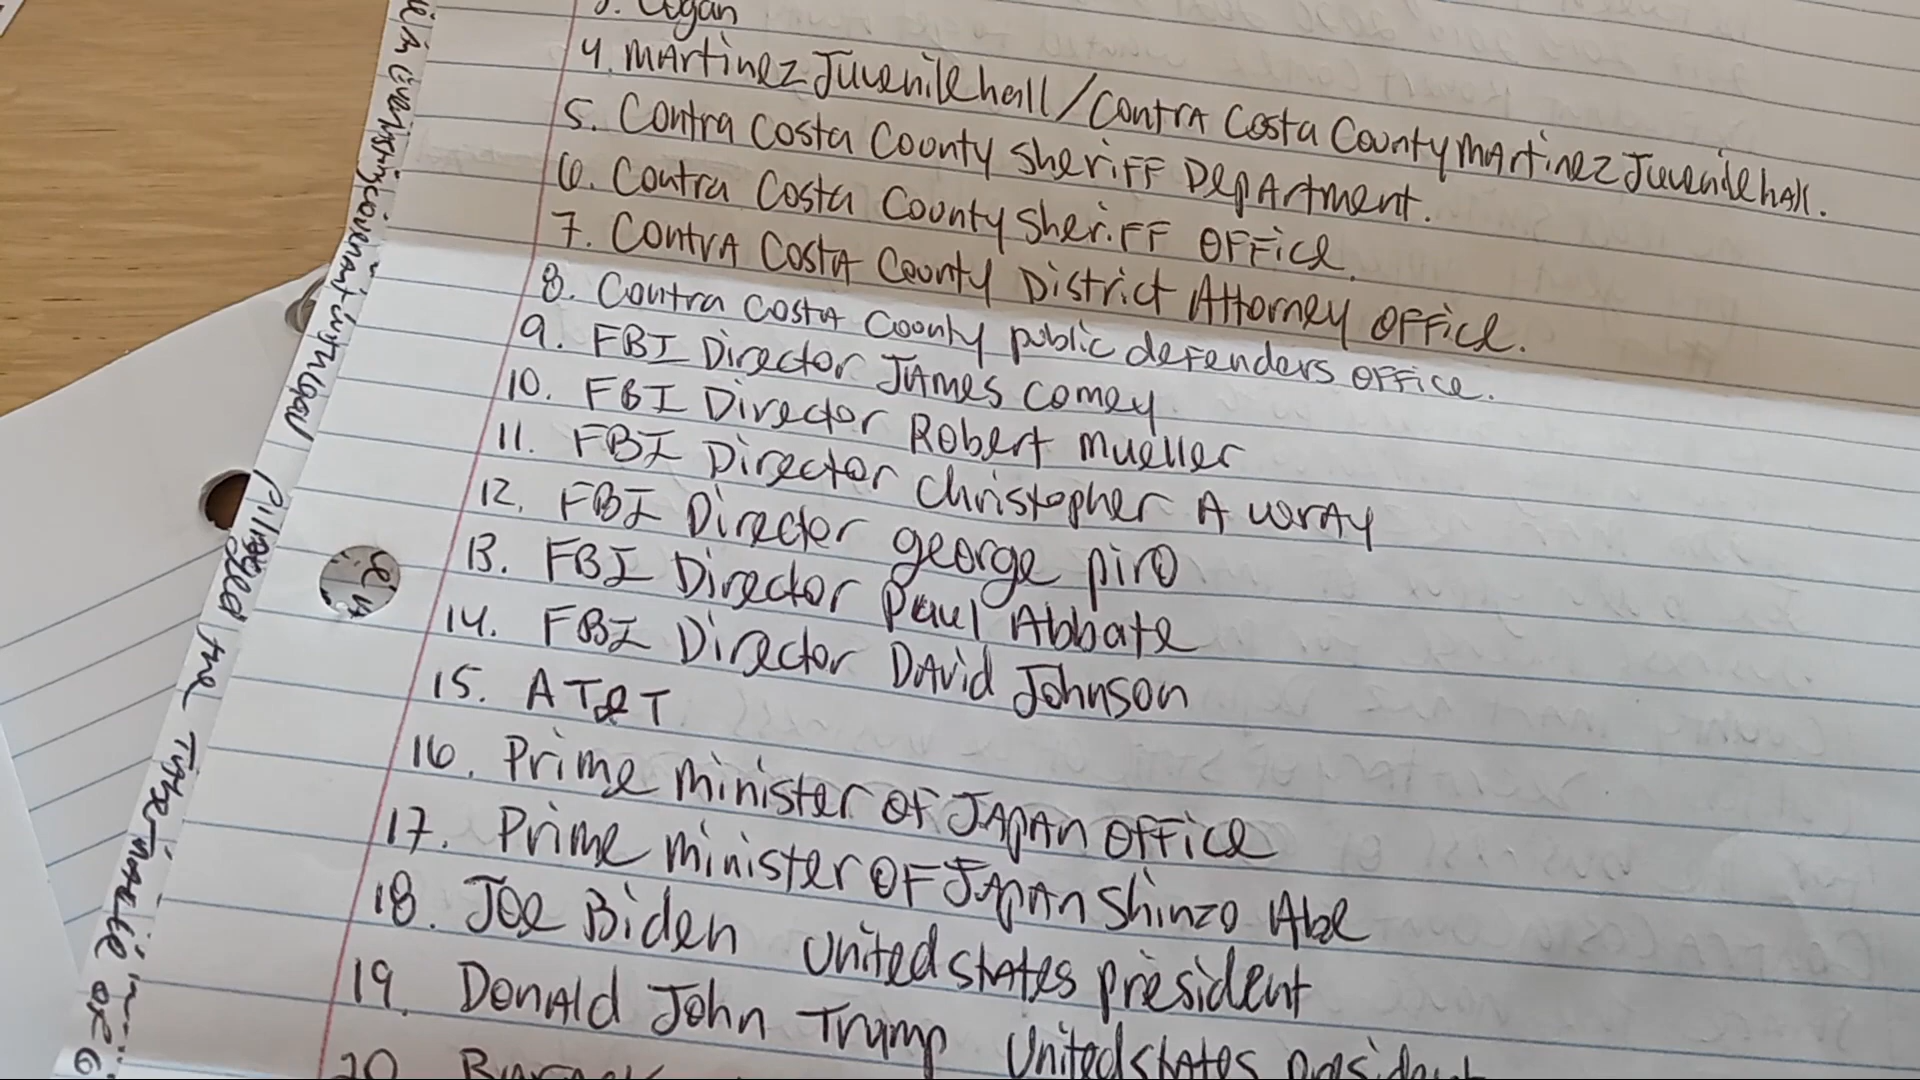 3. Logan
4. MArtinez Juvenile hall / Contra Costa County MArtinez Juvenile hAll.
5. Contra Costa County Sheriff DepArtment.
6. Contra Costa County Sheriff Office.
7. ContrA CostA County District Attorney Office.
8. Contra CostA County public defenders office.
9. FBI Director JAmes Comey
10. FBI Director Robert Mueller
11. FBI Director Christopher A WrAy
12. FBI Director george piro
13. FBI Director Paul Abbate
14. FBI Director DAvid Johnson
15. AT&T
16. Prime minister of JApAn Office
17. Prime minister OF JApAn Shinzo Abe
18. Joe Biden United stAtes president
19. DonAld John Trump United stAtes president
20.